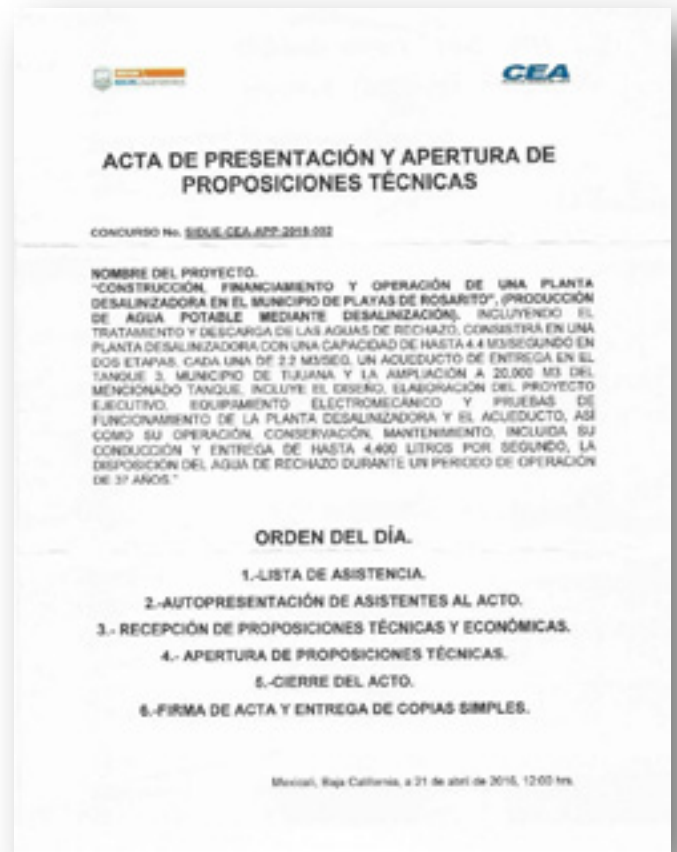 CEA
ACTA DE PRESENTACIÓN Y APERTURA DE
PROPOSICIONES TÉCNICAS
CONCURSO No. SIDUE-CEA-APP-2015-002
NOMBRE DEL PROYECTO.
"CONSTRUCCIÓN, FINANCIAMIENTO Y OPERACIÓN DE UNA PLANTA
DESALINIZADORA EN EL MUNICIPIO DE PLAYAS DE ROSARITO", (PRODUCCIÓN
DE AGUA POTABLE MEDIANTE DESALINIZACIÓN). INCLUYENDO EL
TRATAMIENTO Y DESCARGA DE LAS AGUAS DE RECHAZO, CONSISTIRA EN UNA
PLANTA DESALINIZADORA CON UNA CAPACIDAD DE HASTA 4.4 M3/SEGUNDO EN
DOS ETAPAS, CADA UNA DE 2.2 M3/SEG, UN ACUEDUCTO DE ENTREGA EN EL
TANQUE 3, MUNICIPIO DE TIJUANA Y LA AMPLIACIÓN A 20,000 M3 DEL
MENCIONADO TANQUE, INCLUYE EL DISEÑO, ELABORACIÓN DEL PROYECTO
EJECUTIVO, EQUIPAMIENTO ELECTROMECÁNICO Y PRUEBAS DE
FUNCIONAMIENTO DE LA PLANTA DESALINIZADORA Y EL ACUEDUCTO, ASÍ
COMO SU OPERACIÓN, CONSERVACIÓN, MANTENIMIENTO, INCLUIDA SU
CONDUCCIÓN Y ENTREGA DE HASTA 4,400 LITROS POR SEGUNDO, LA
DISPOSICIÓN DEL AGUA DE RECHAZO DURANTE UN PERIODO DE OPERACIÓN
DE 37 AÑOS."
ORDEN DEL DÍA.
1.-LISTA DE ASISTENCIA.
2.-AUTOPRESENTACIÓN DE ASISTENTES AL ACTO.
3.- RECEPCIÓN DE PROPOSICIONES TÉCNICAS Y ECONÓMICAS.
4.- APERTURA DE PROPOSICIONES TÉCNICAS.
5.-CIERRE DEL ACTO.
6.-FIRMA DE ACTA Y ENTREGA DE COPIAS SIMPLES.
Mexicali, Baja California, a 21 de abril de 2016, 12:00 hrs.